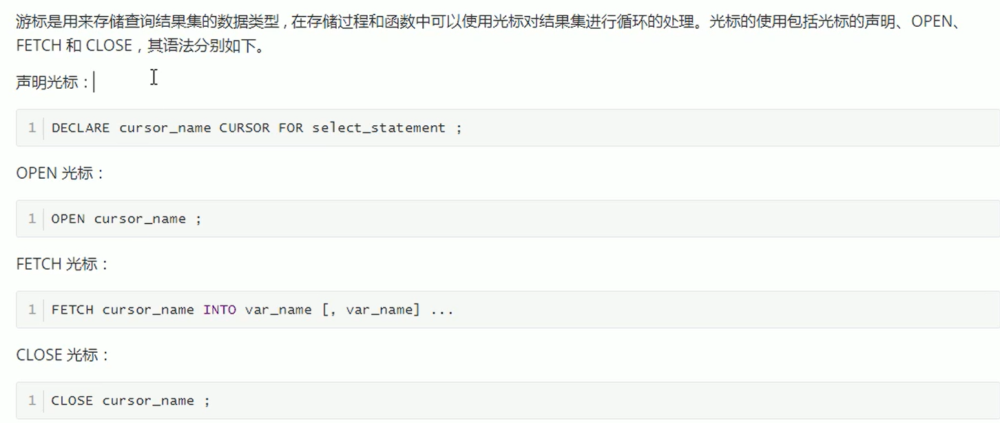 游标是用来存储查询结果集的数据类型 , 在存储过程和函数中可以使用光标对结果集进行循环的处理。光标的使用包括光标的声明、OPEN、
FETCH 和 CLOSE , 其语法分别如下。
声明光标：
1 DECLARE cursor_name CURSOR FOR select_statement ;
OPEN 光标：
1 OPEN cursor_name ;
FETCH 光标：
1 FETCH cursor_name INTO var_name [, var_name] ...
CLOSE 光标：
1 CLOSE cursor_name ;